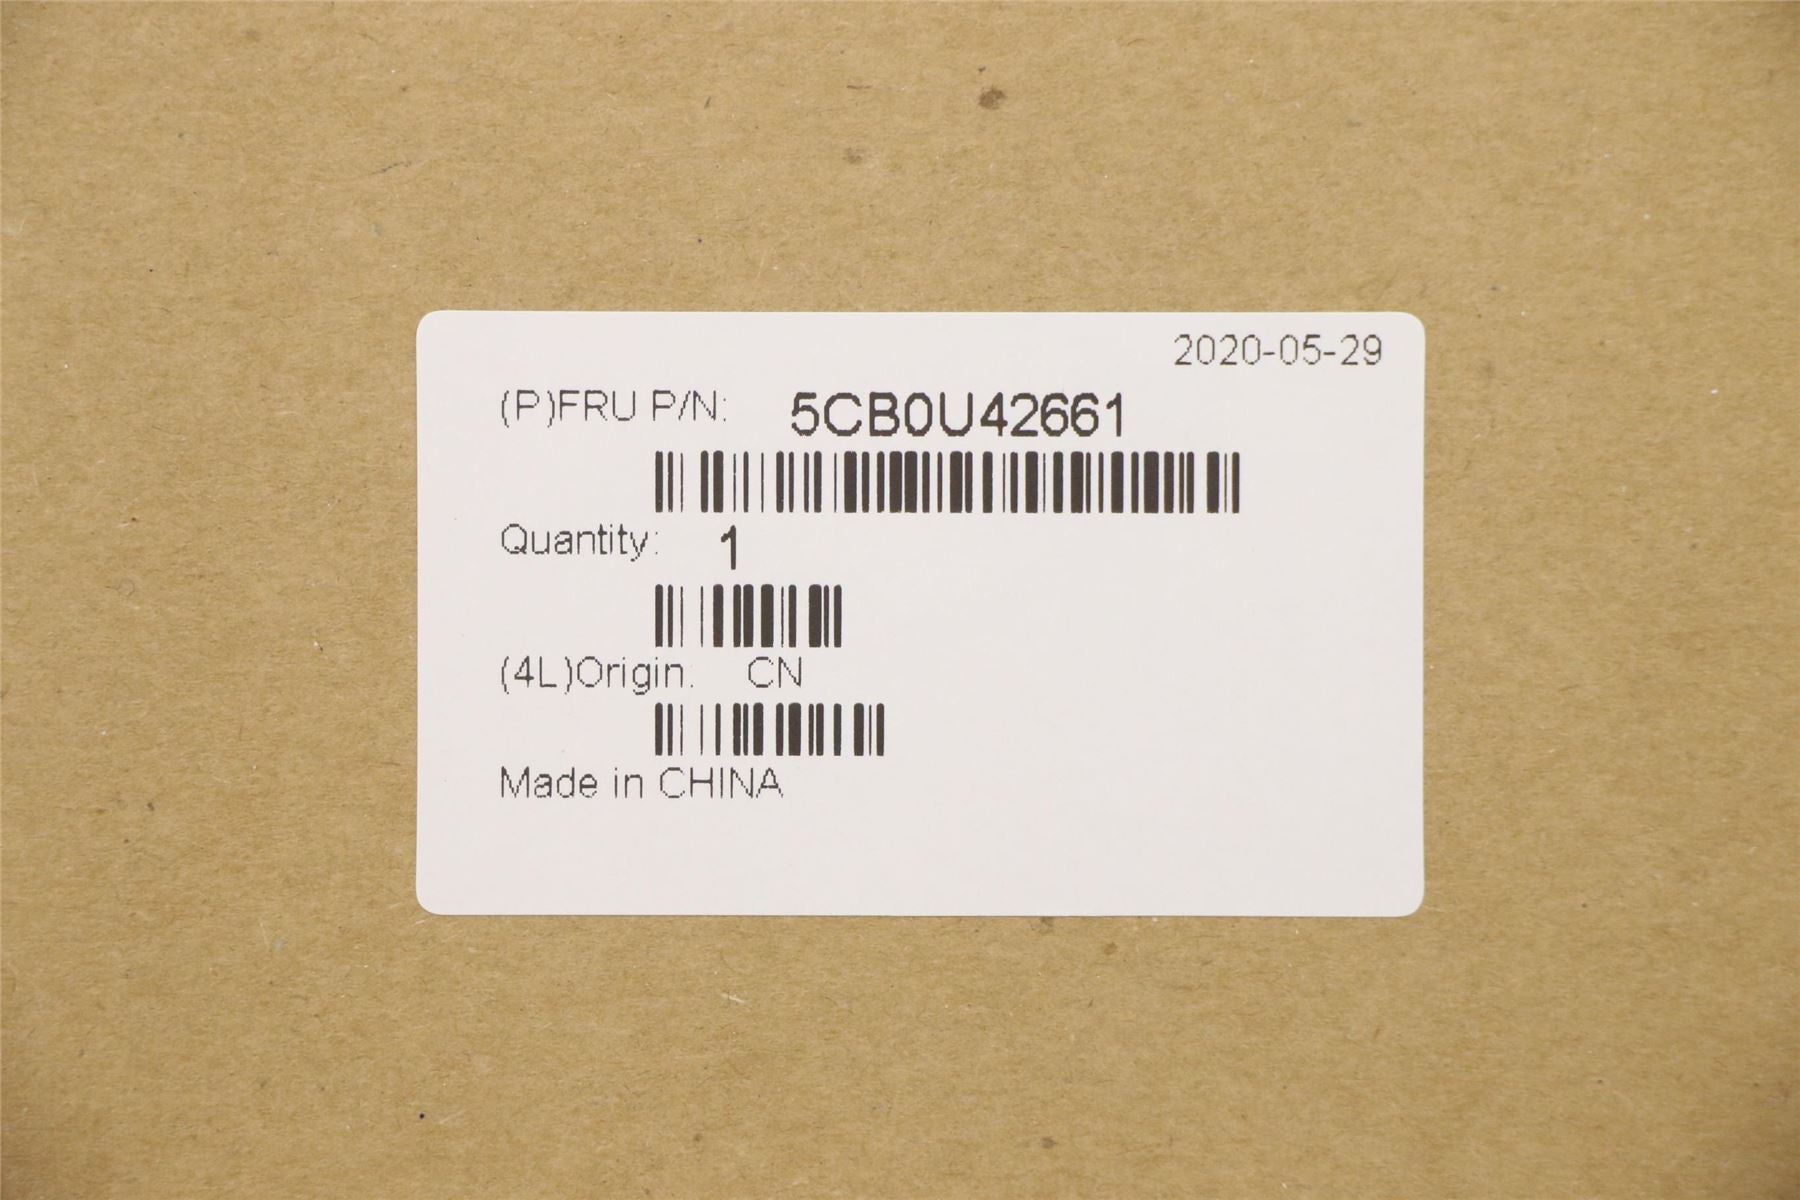 2020-05-29
(P)FRU P/N: 5CB0U42661
Quantity: 1
(4L)Origin: CN
Made in CHINA